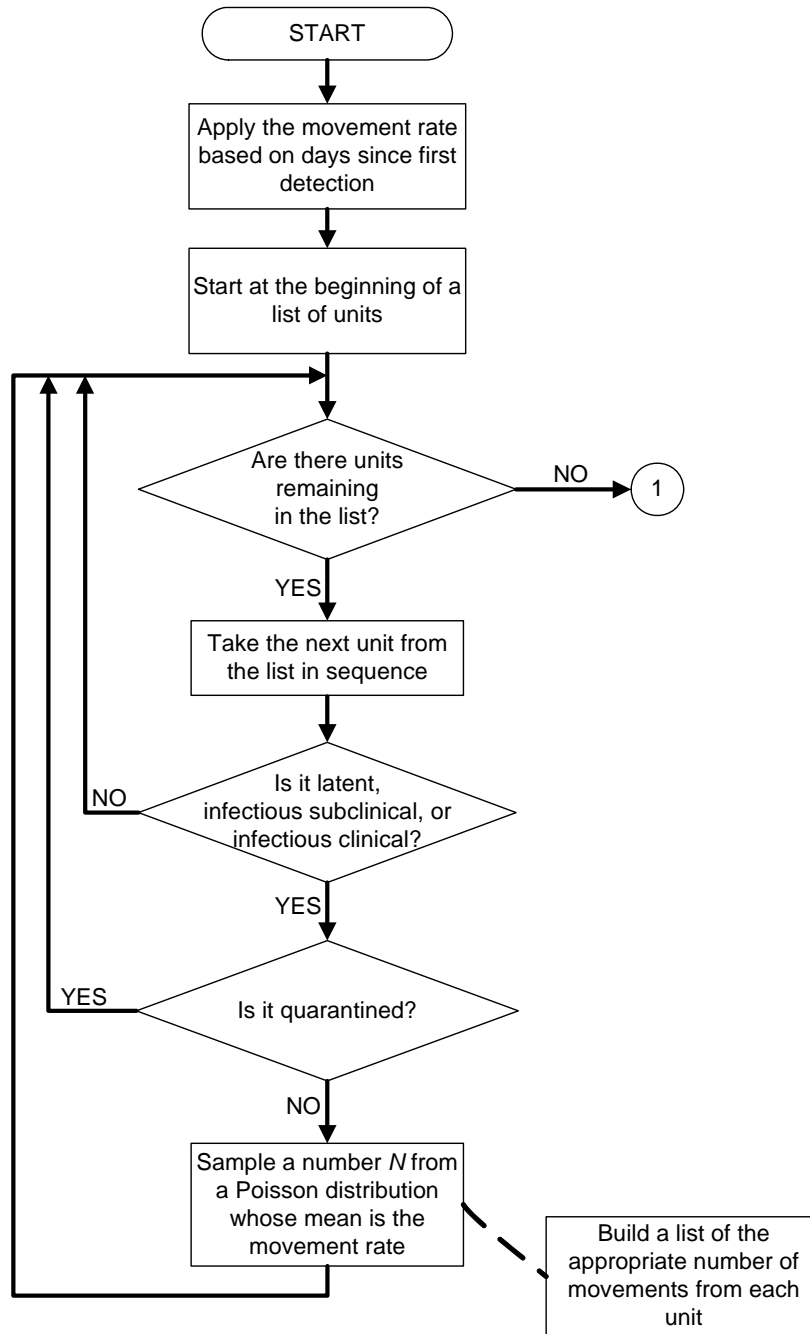 START
Apply the movement rate
based on days since first
detection
Start at the beginning of a
list of units
Are there units
remaining
in the list?
NO
1
YES
Take the next unit from
the list in sequence
Is it latent,
infectious subclinical, or
infectious clinical?
NO
YES
Is it quarantined?
YES
NO
Sample a number N from
a Poisson distribution
whose mean is the
movement rate
Build a list of the
appropriate number of
movements from each
unit